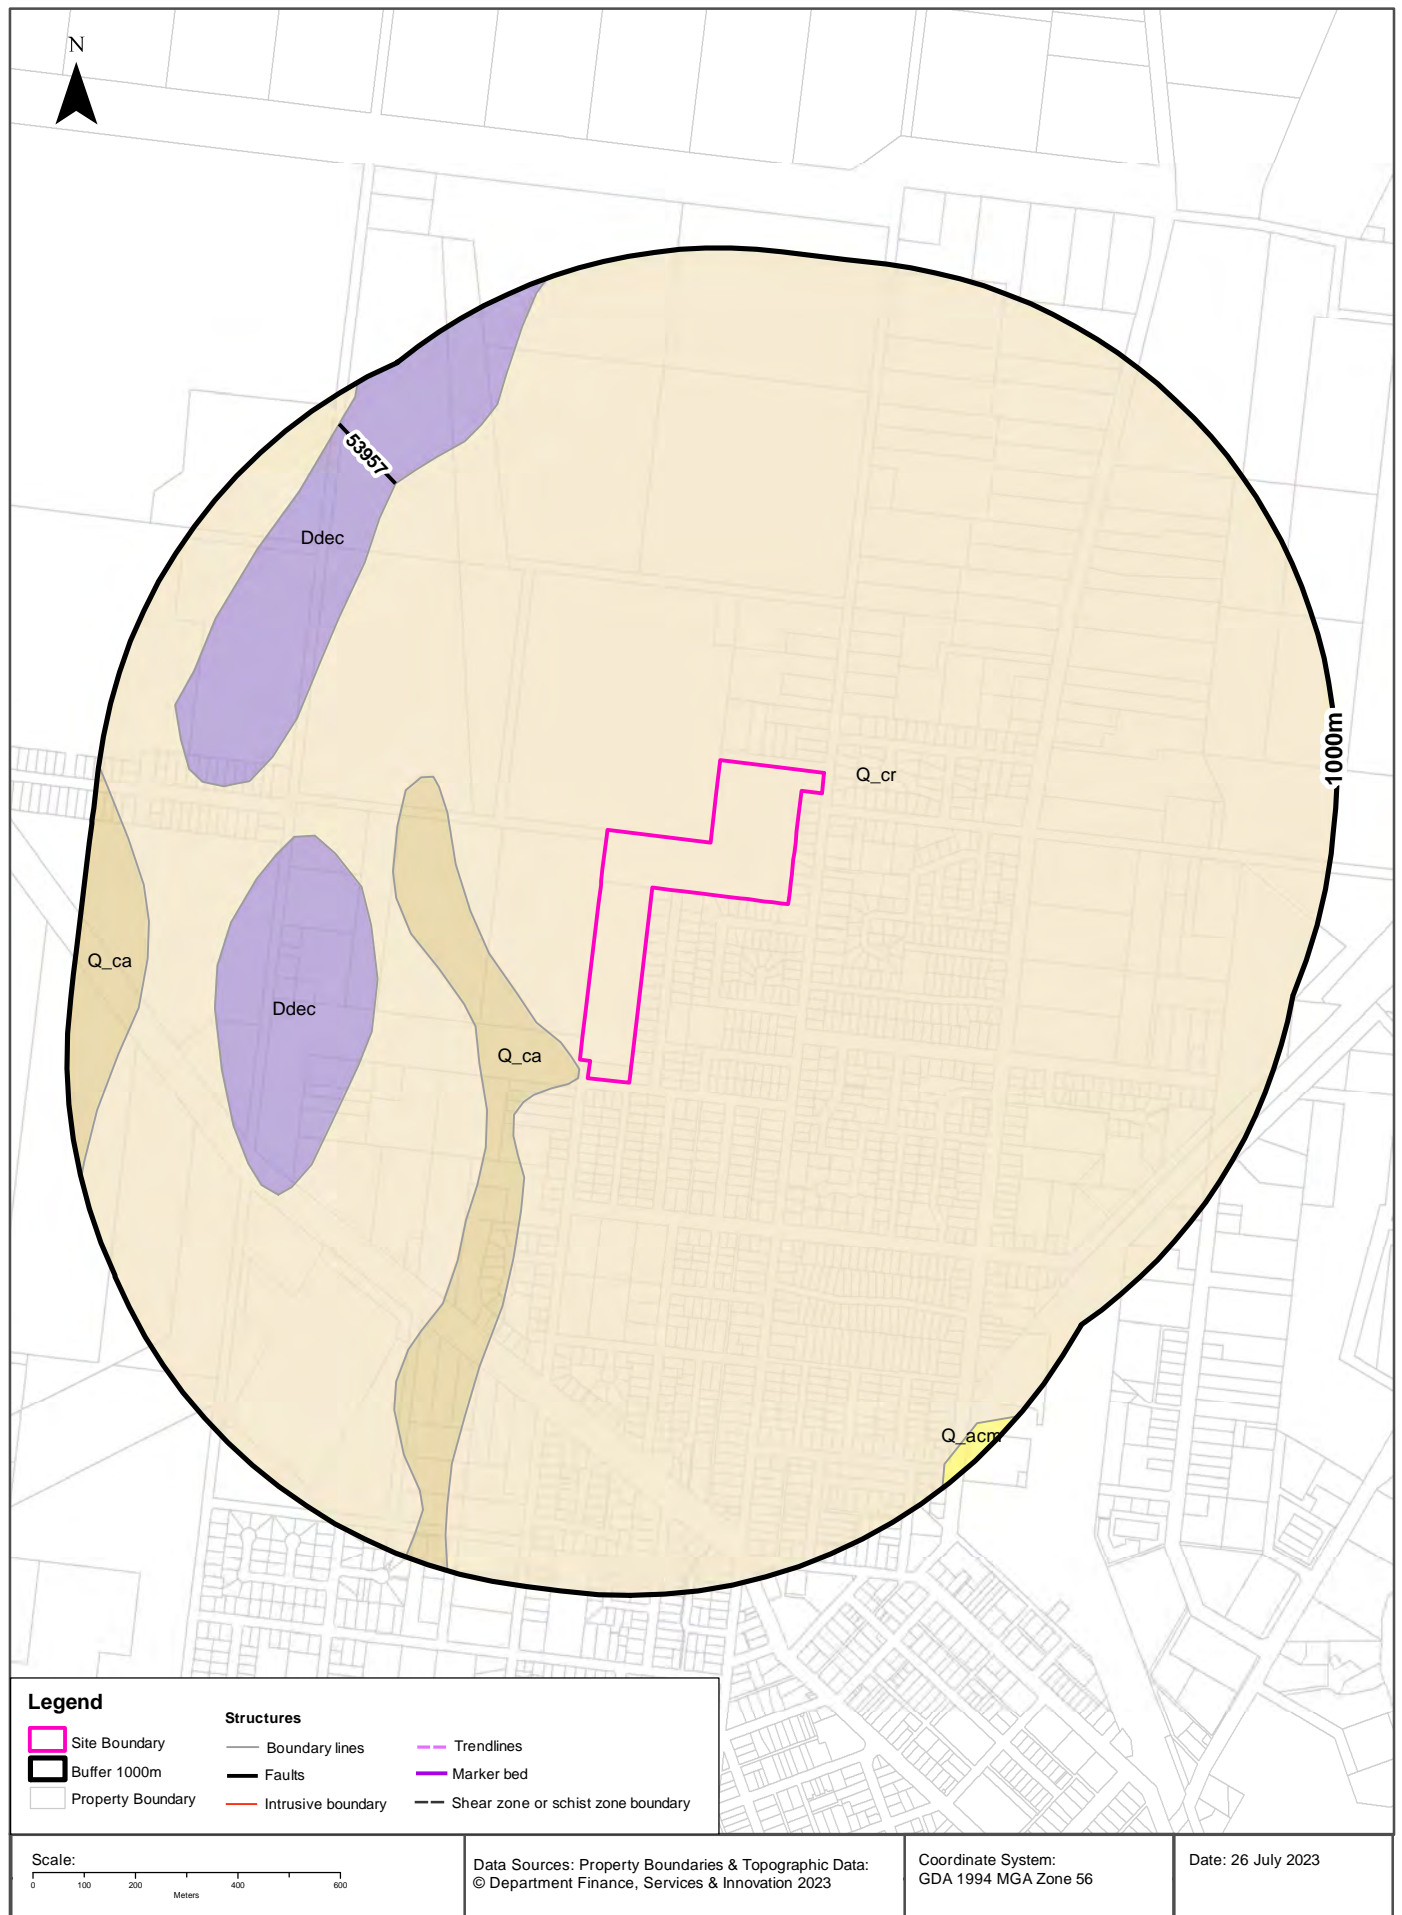 N
53957
Ddec
1000m
Q_cr
Q_ca
Ddec
Q_ca
Q_acm
Legend
Site Boundary
Buffer 1000m
Property Boundary
Structures
Boundary lines
Faults
Intrusive boundary
Trendlines
Marker bed
Shear zone or schist zone boundary
Scale:
0 100 200 400 600
Meters
Data Sources: Property Boundaries & Topographic Data:
© Department Finance, Services & Innovation 2023
Coordinate System:
GDA 1994 MGA Zone 56
Date: 26 July 2023